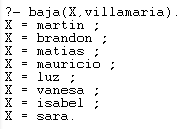 ?- baja(X,villamaria).
X = martin ;
X = brandon ;
X = matias ;
X = mauricio ;
X = luz ;
X = vanesa ;
X = isabel ;
X = sara.